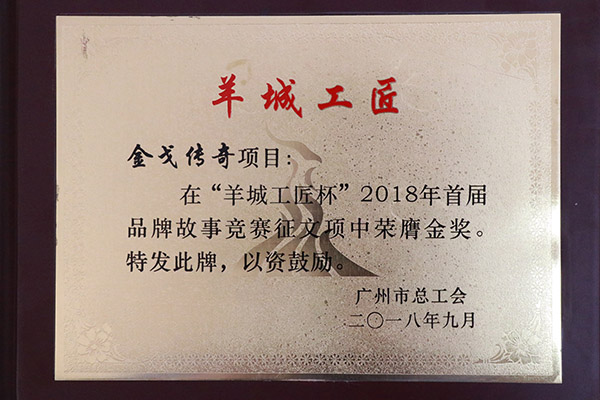 羊城工匠
金戈传奇项目：
在“羊城工匠杯”2018年首届
品牌故事竞赛征文项中荣膺金奖。
特发此牌，以资鼓励。
广州市总工会
二〇一八年九月